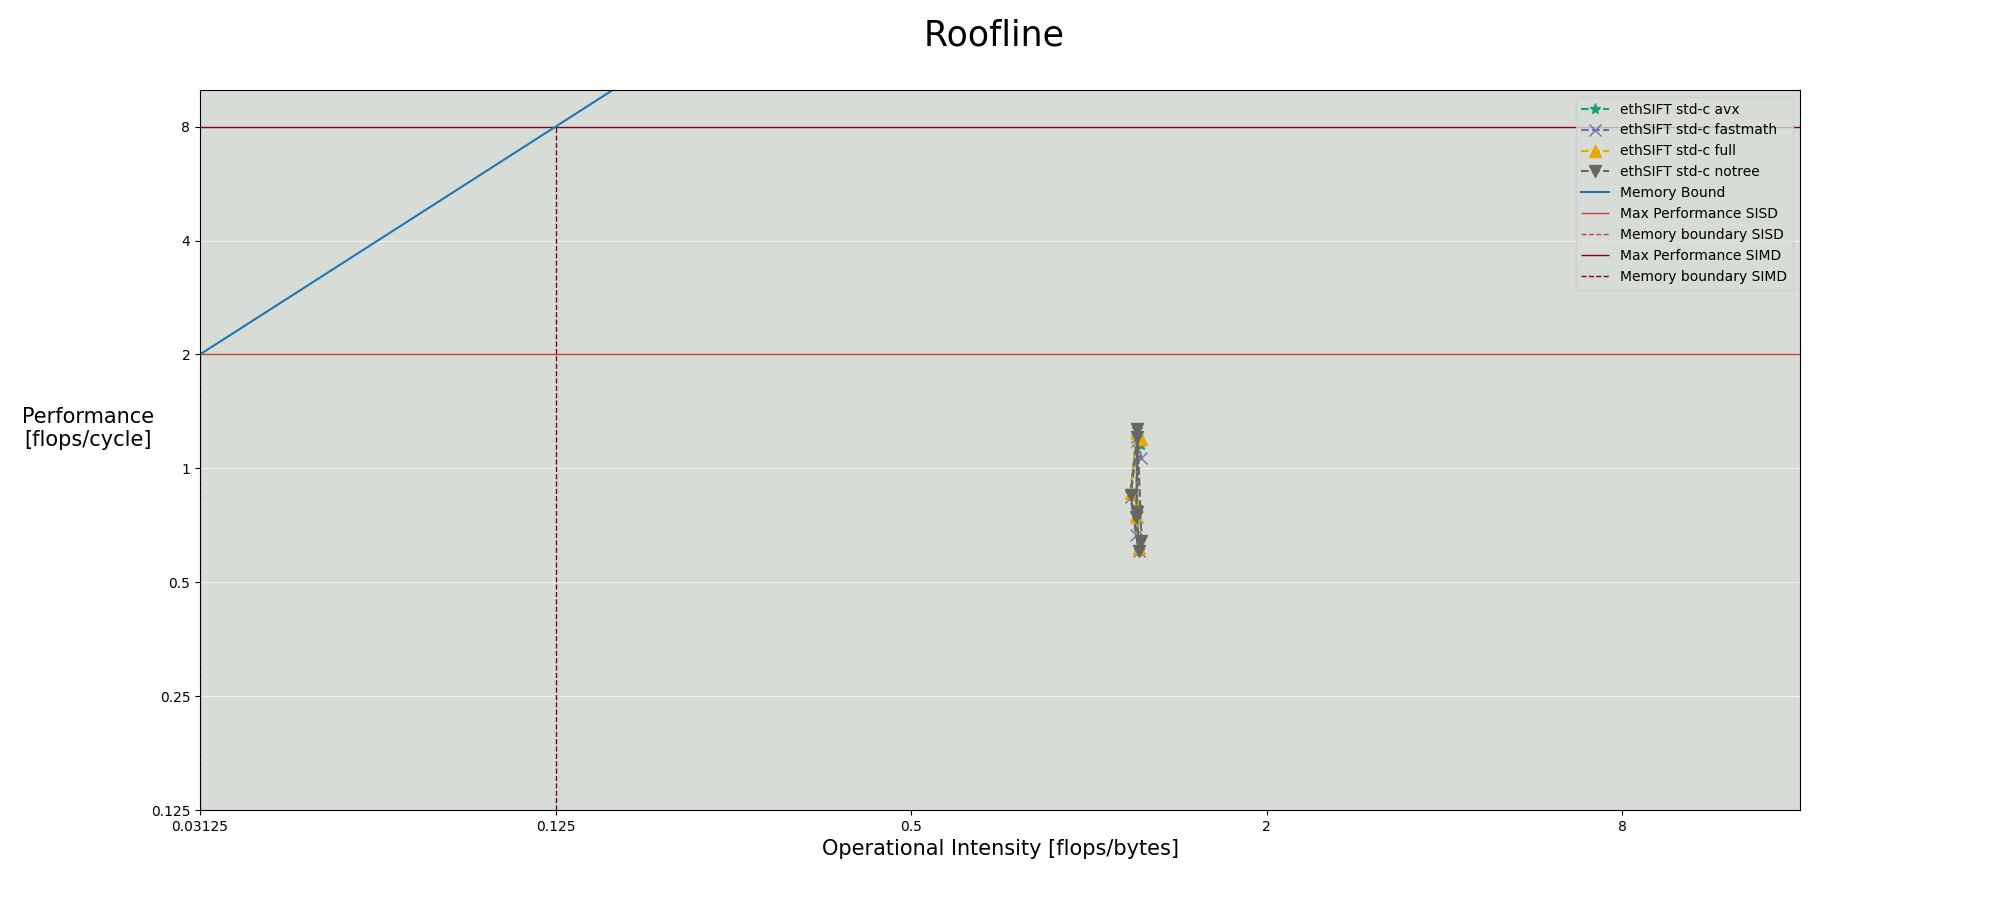 Roofline
ethSIFT std-c avx
ethSIFT std-c fastmath
ethSIFT std-c full
ethSIFT std-c notree
Memory Bound
Max Performance SISD
Memory boundary SISD
Max Performance SIMD
Memory boundary SIMD
8
4
2
1
0.5
0.25
0.125
Performance
[flops/cycle]
0.03125
0.125
0.5
2
8
Operational Intensity [flops/bytes]